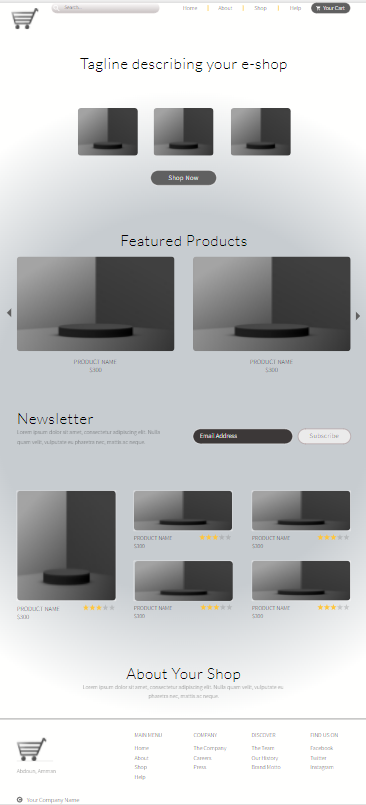 Search...
Home About Shop Help Your Cart
Tagline describing your e-shop
Shop Now
Featured Products
PRODUCT NAME PRODUCT NAME
$300 $300
Newsletter
Lorem ipsum dolor sit amet, consectetur adipiscing elit. Nulla
quam velit, vulputate eu pharetra nec, mattis ac neque.
Email Address Subscribe
PRODUCT NAME PRODUCT NAME
$300 $300
PRODUCT NAME PRODUCT NAME PRODUCT NAME
$300 $300 $300
About Your Shop
Lorem ipsum dolor sit amet, consectetur adipiscing elit. Nulla quam velit, vulputate eu
pharetra nec, mattis ac neque.
MAIN MENU COMPANY DISCOVER FIND US ON
Home The Company The Team Facebook
About Careers Our History Twitter
Shop Press Brand Motto Instagram
Help
Amman
Your Company Name